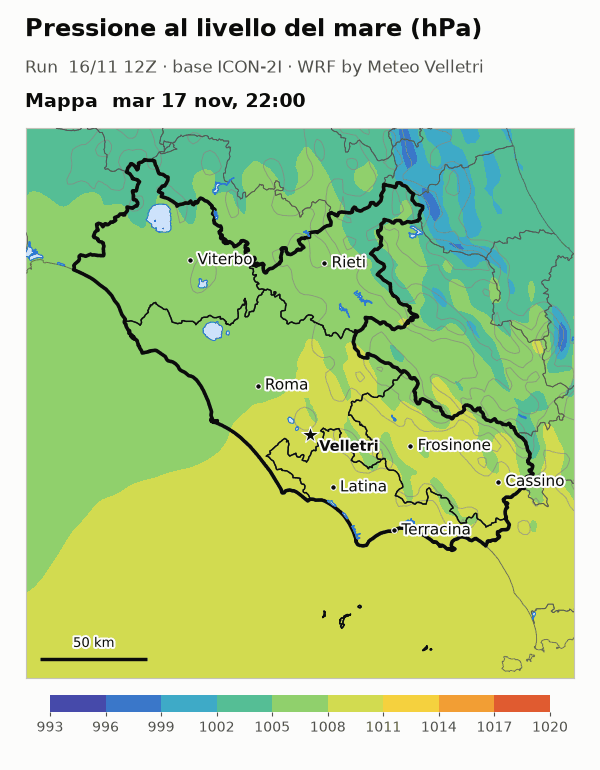 Pressione al livello del mare (hPa)
Run  16/11 12Z · base ICON-2I · WRF by Meteo Velletri
Mappa  mar 17 nov, 22:00
Viterbo
Rieti
Roma
Velletri
Frosinone
Cassino
Latina
Terracina
50 km
993 996 999 1002 1005 1008 1011 1014 1017 1020